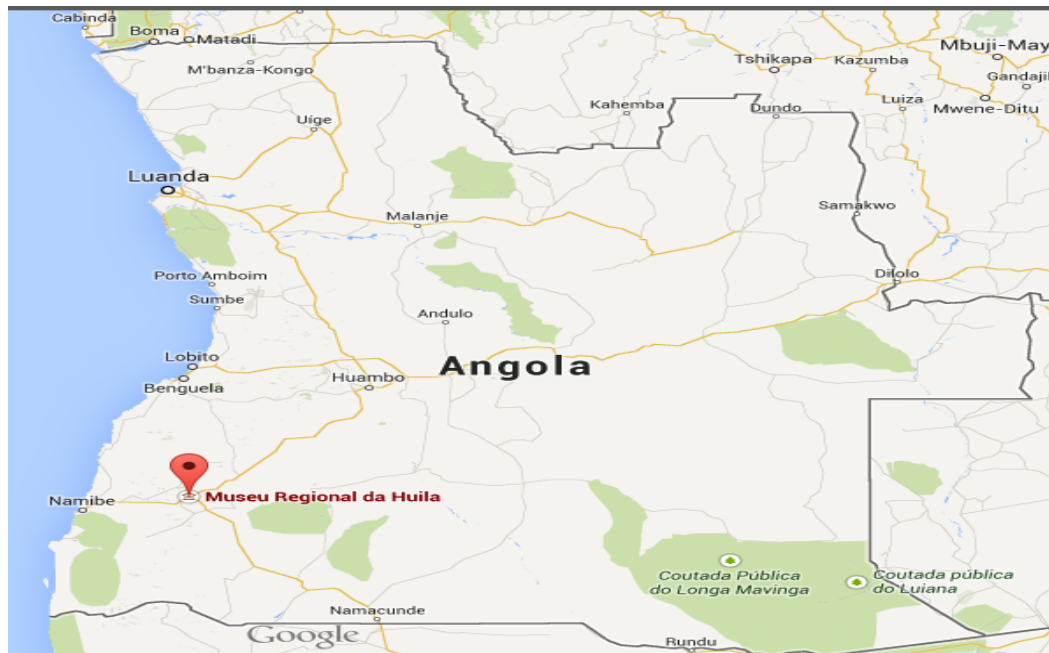 Cabinda
Boma
Matadi
M'banza-Kongo
Mbuji-May
Tshikapa
Kazumba
Gandajik
Kahemba
Dundo
Luiza
Mwene-Ditu
Uíge
Luanda
Malanje
Samakwo
Porto Amboim
Sumbe
Dilolo
Andulo
Lobito
Benguela
Huambo
Angola
Namibe
Museu Regional da Huila
Coutada Pública
do Longa Mavinga
Coutada pública
do Luiana
Namacunde
Google
Rundu